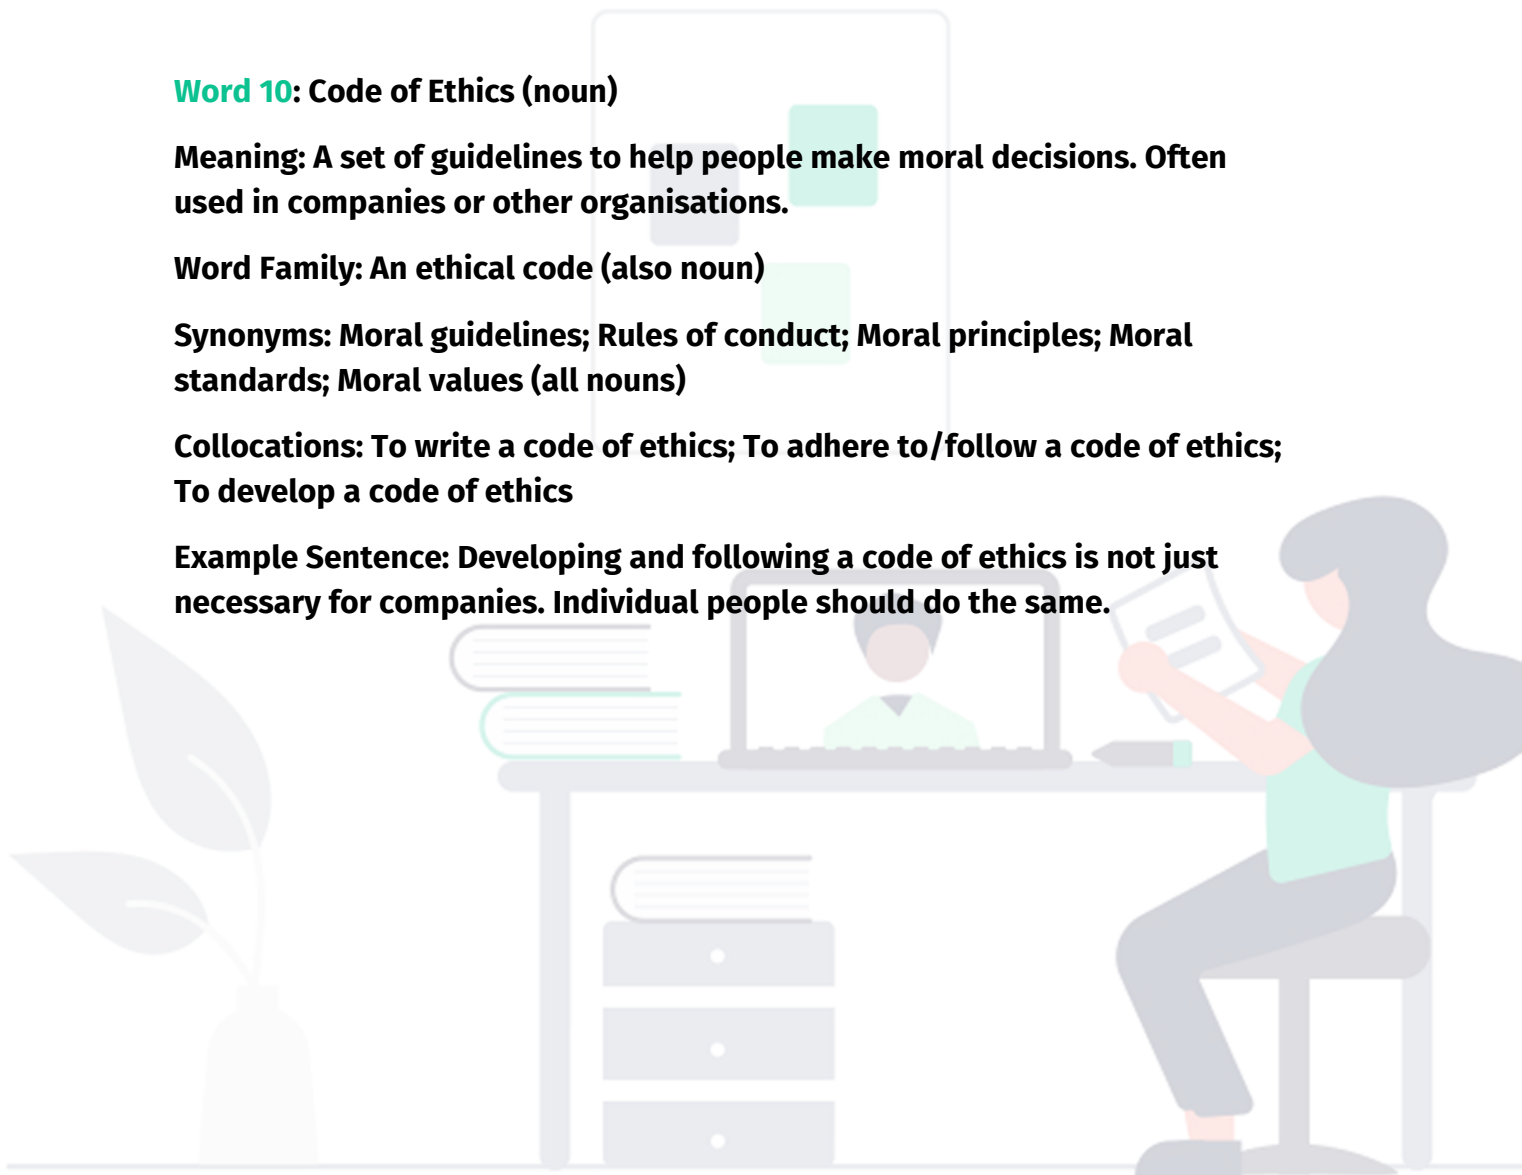 Word 10: Code of Ethics (noun)
Meaning: A set of guidelines to help people make moral decisions. Often
used in companies or other organisations.
Word Family: An ethical code (also noun)
Synonyms: Moral guidelines; Rules of conduct; Moral principles; Moral
standards; Moral values (all nouns)
Collocations: To write a code of ethics; To adhere to/follow a code of ethics;
To develop a code of ethics
Example Sentence: Developing and following a code of ethics is not just
necessary for companies. Individual people should do the same.